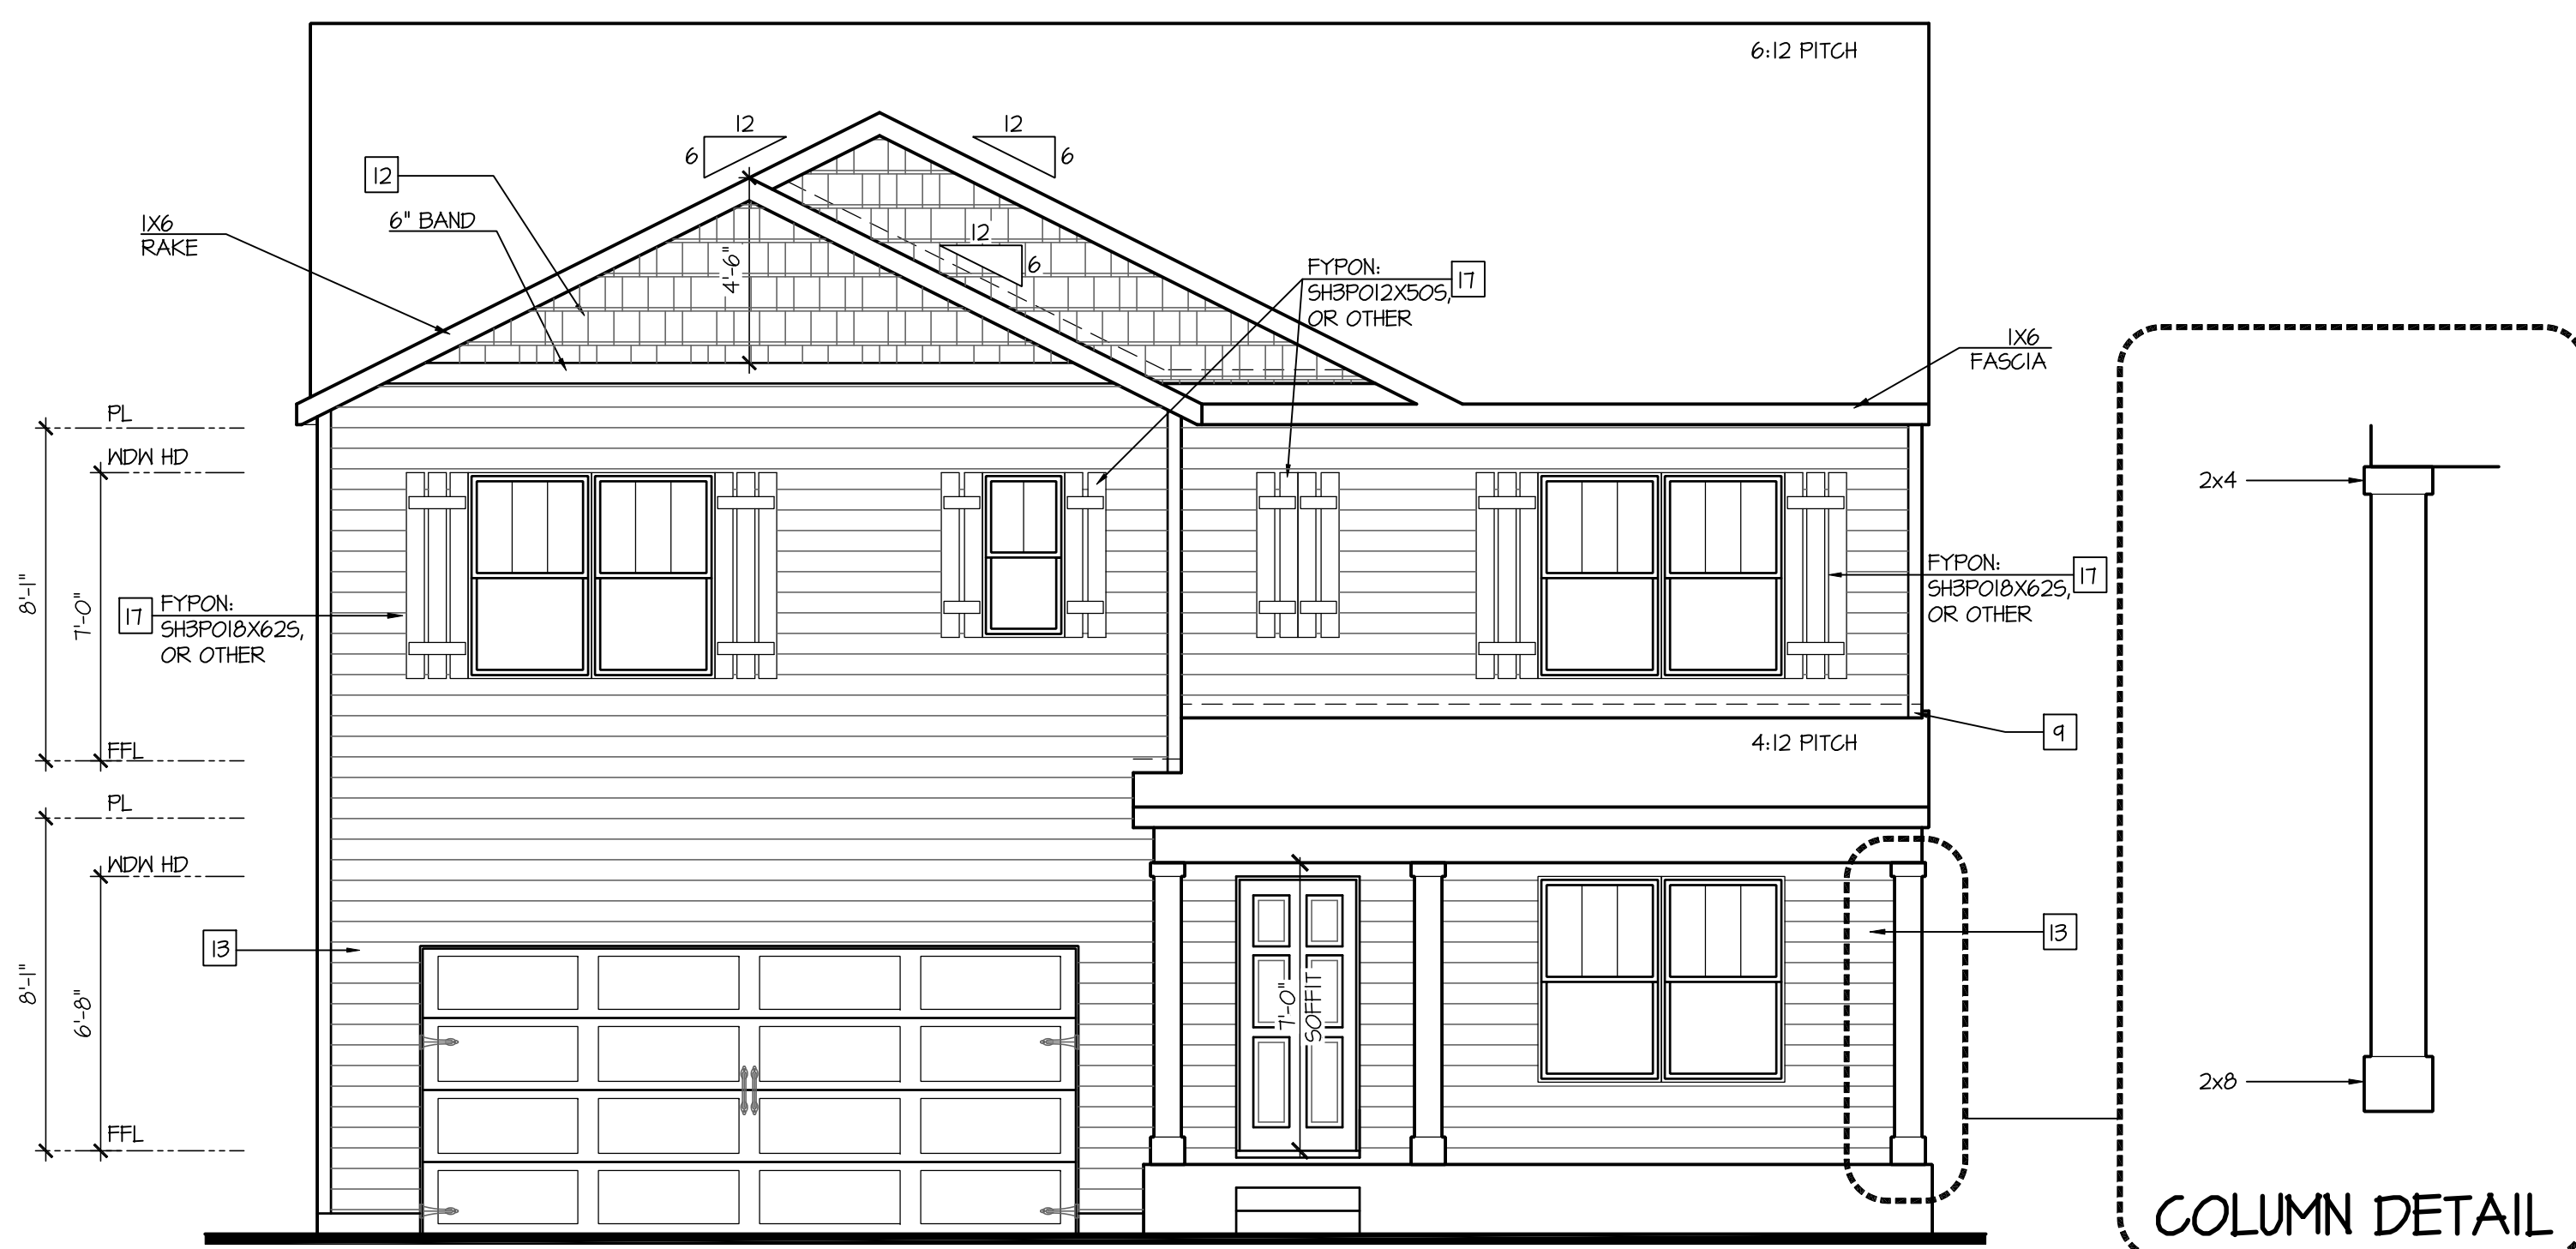 6:12 PITCH
12
6
12
6
12
6" BAND
1X6
RAKE
4'-6"
12
6
FYPON:
SH3PO12X50S,
OR OTHER
17
1X6
FASCIA
PL
WDW HD
8'-1"
7'-0"
17
FYPON:
SH3PO18X62S,
OR OTHER
FFL
FYPON:
SH3PO18X62S,
OR OTHER
17
9
4:12 PITCH
PL
WDW HD
13
8'-1"
6'-8"
FFL
7'-0"
SOFFIT
13
2x4
2x8
COLUMN DETAIL